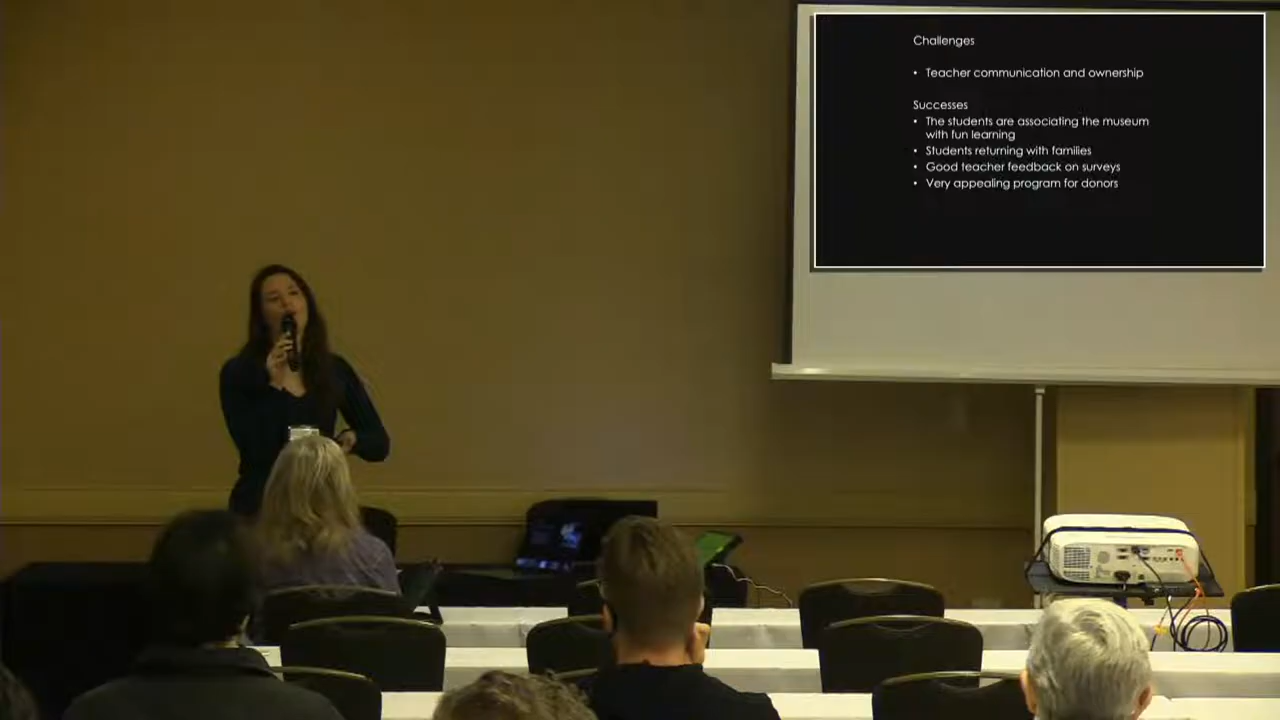 Challenges
• Teacher communication and ownership
Successes
• The students are associating the museum
with fun learning
• Students returning with families
• Good teacher feedback on surveys
• Very appealing program for donors